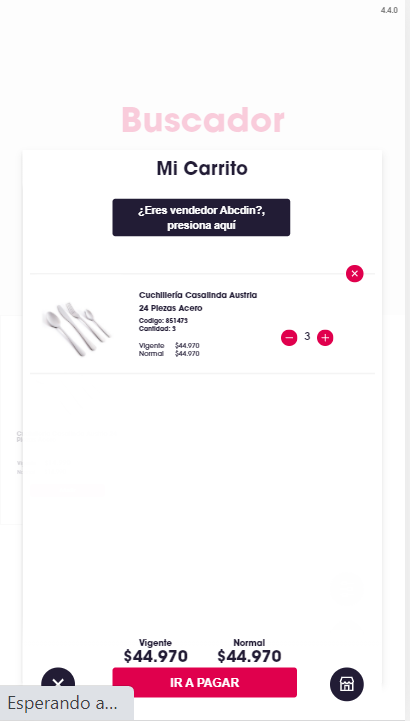 4.4.0
Buscador
Mi Carrito
¿Eres vendedor Abcdin?,
presiona aquí
Cuchillería Casalinda Austria
24 Piezas Acero
Codigo: 851473
Cantidad: 3
3
Vigente $44.970
Normal $44.970
Vigente Normal
$44.970 $44.970
IR A PAGAR
Esperando a...